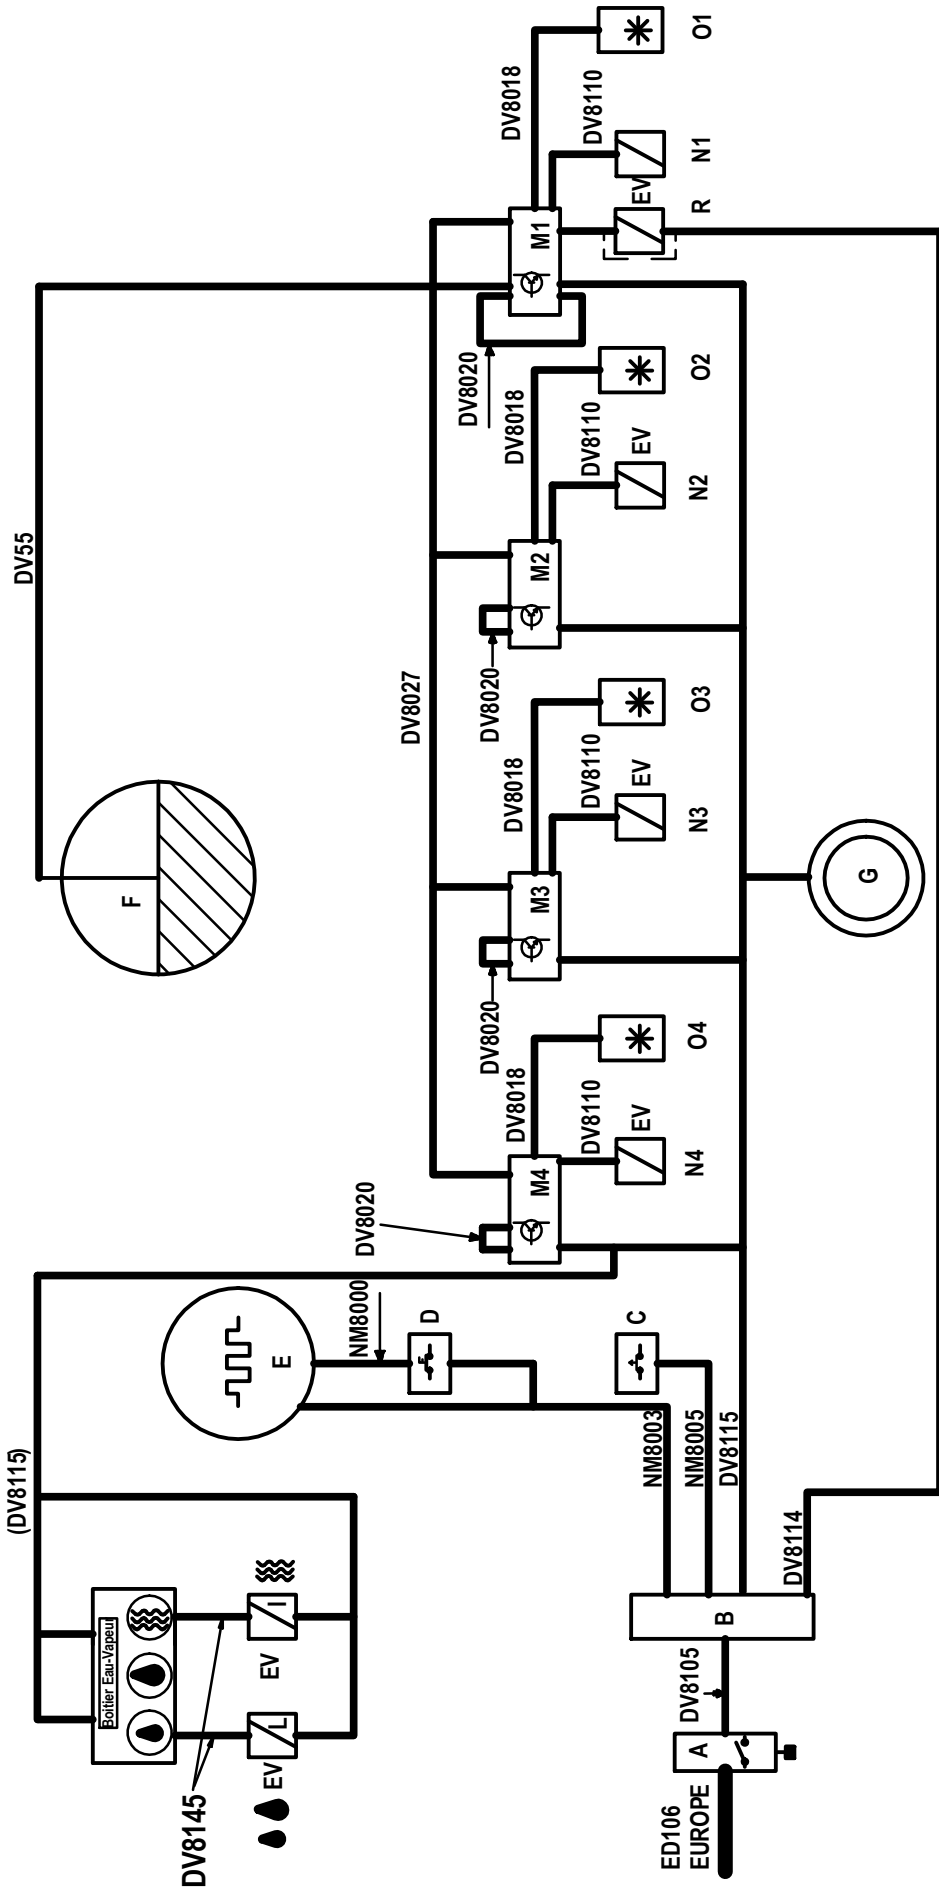 DV8145
EV
L
EV
I
Boitier Eau-Vapeur
(DV8115)
ED106
EUROPE
A
DV8105
B
DV8114
NM8003
NM8005
DV8115
C
D
NM8000
E
DV8020
M4
DV8018
DV8110
EV
N4
O4
DV8020
M3
DV8018
DV8110
EV
N3
O3
DV8027
F
DV55
G
DV8020
M2
DV8018
DV8110
EV
N2
O2
DV8020
M1
DV8018
DV8110
EV
R
N1
O1